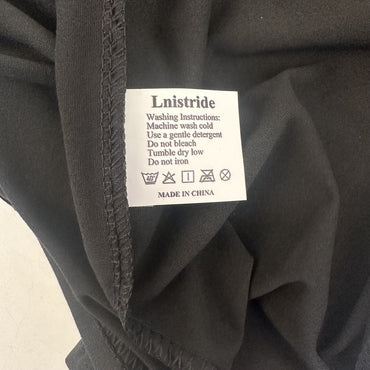 Lnistride
Washing Instructions:
Machine wash cold
Use a gentle detergent
Do not bleach
Tumble dry low
Do not iron
MADE IN CHINA